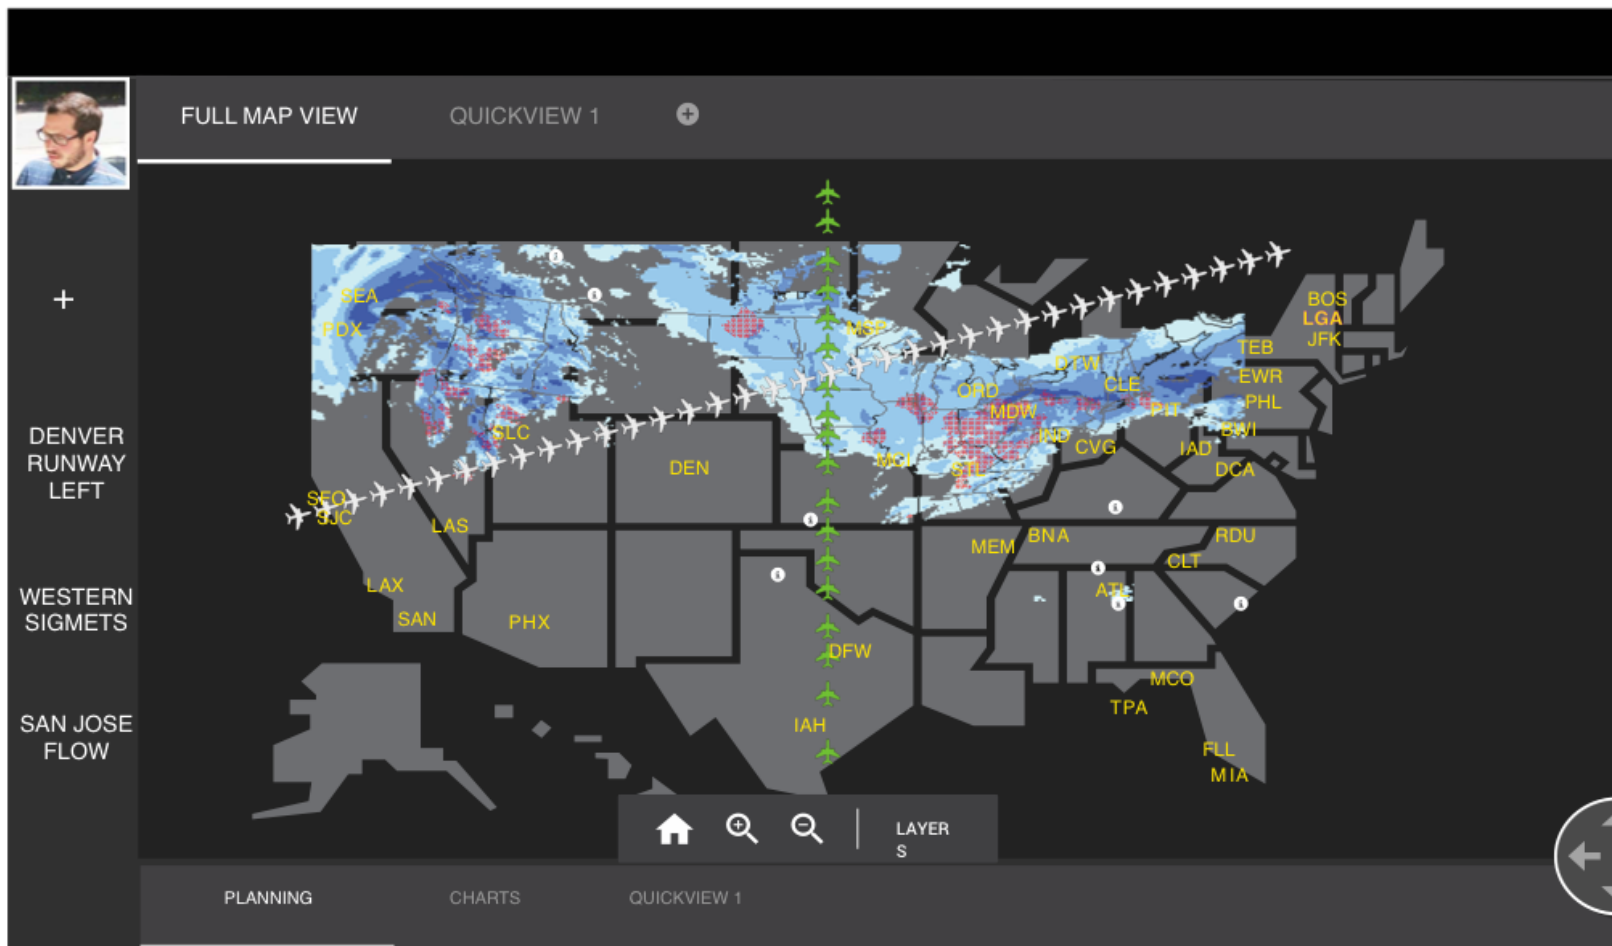 FULL MAP VIEW
QUICKVIEW 1
DENVER
RUNWAY
LEFT
WESTERN
SIGMETS
SAN JOSE
FLOW
SEA
PDX
MSP
BOS
LGA
JFK
TEB
DTW
EWR
ORD
CLE
PHL
MDW
PIT
SLC
IND
CVG
BWI
IAD
DEN
MCI
STL
DCA
SFO
SJC
LAS
MEM
BNA
RDU
CLT
LAX
ATL
SAN
PHX
DFW
MCO
TPA
IAH
FLL
MIA
LAYER
S
PLANNING
CHARTS
QUICKVIEW 1